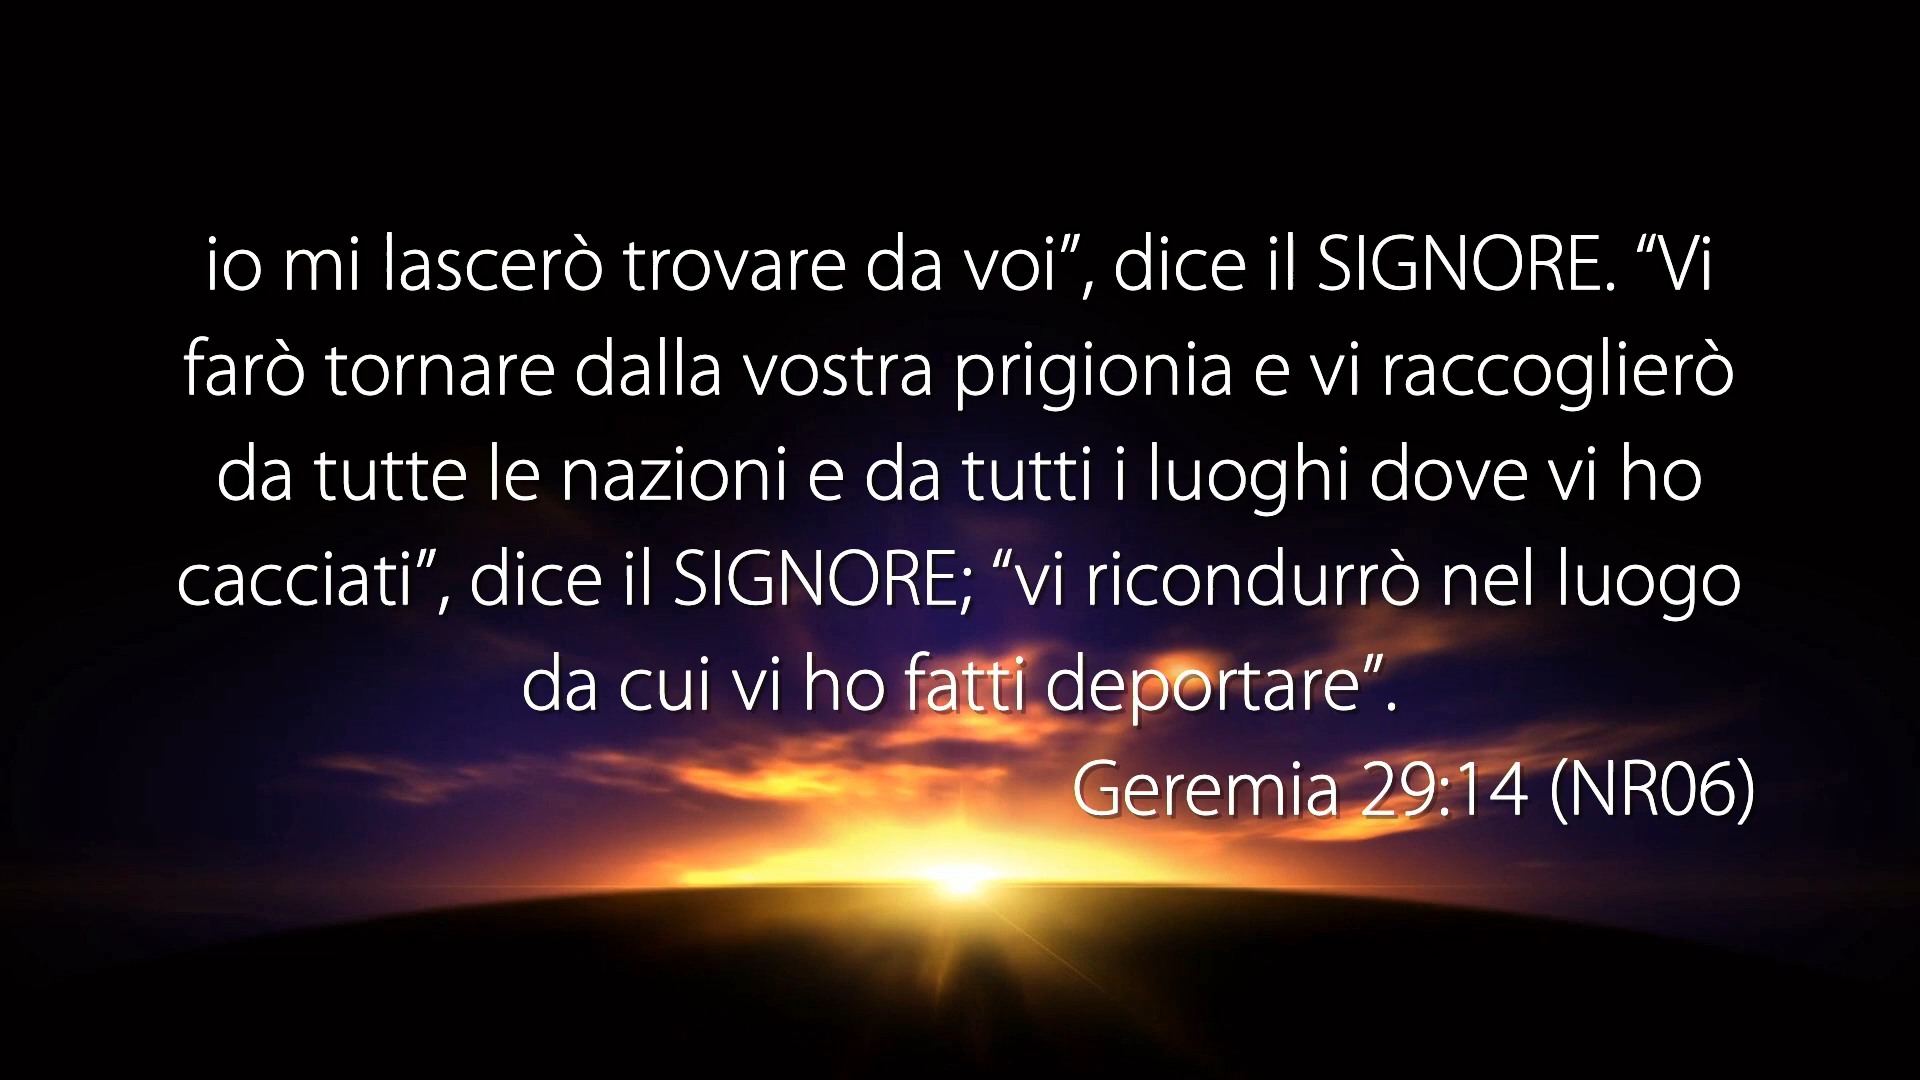 io mi lascerò trovare da voi”, dice il SIGNORE. “Vi
farò tornare dalla vostra prigionia e vi raccoglierò
da tutte le nazioni e da tutti i luoghi dove vi ho
cacciati”, dice il SIGNORE; “vi ricondurrò nel luogo
da cui vi ho fatti deportare”.
Geremia 29:14 (NR06)